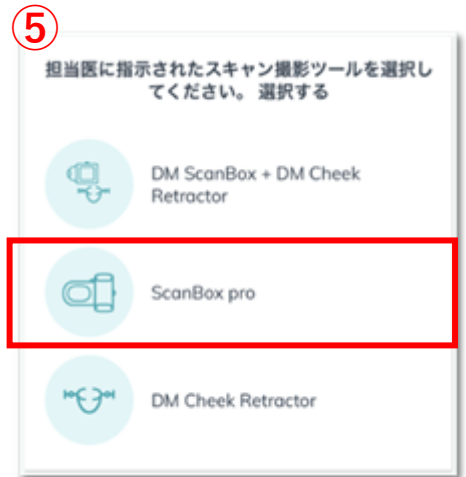 ⑤
担当医に指示されたスキャン撮影ツールを選択し
てください。 選択する
DM ScanBox + DM Cheek
Retractor
ScanBox pro
DM Cheek Retractor